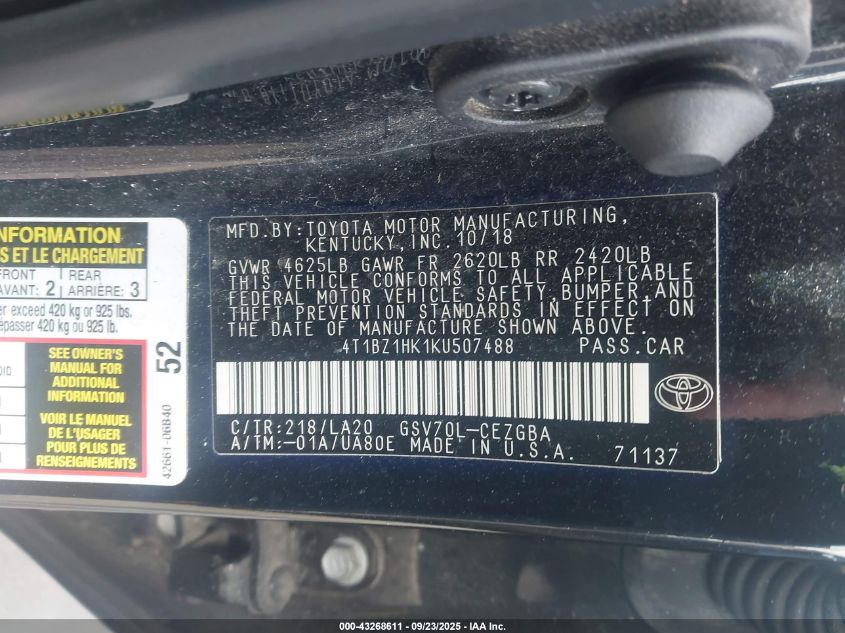 MFD.BY:TOYOTA MOTOR MANUFACTURING,
KENTUCKY,INC. 10/18
GVWR 4625LB GAWR FR 2620LB RR 2420LB
THIS VEHICLE CONFORMS TO ALL APPLICABLE
FEDERAL MOTOR VEHICLE SAFETY,BUMPER,AND
THEFT PREVENTION STANDARDS IN EFFECT ON
THE DATE OF MANUFACTURE SHOWN ABOVE.
4T1BZ1HK1KU507488 PASS.CAR
C/TR:218/LA20 GSV70L-CEZGBA
A/TM:-01A/UA80E MADE IN U.S.A. 71137
INFORMATION
S ET LE CHARGEMENT
FRONT REAR
AVANT: 2 ARRIÈRE: 3
er exceed 420 kg or 925 lbs.
épasser 420 kg ou 925 lb.
SEE OWNER'S
MANUAL FOR
ADDITIONAL
INFORMATION
VOIR LE MANUEL
DE L'USAGER
POUR PLUS DE
RENSEIGNEMENTS
52
42661-06B40
000-43268611 - 09/23/2025 - IAA Inc.